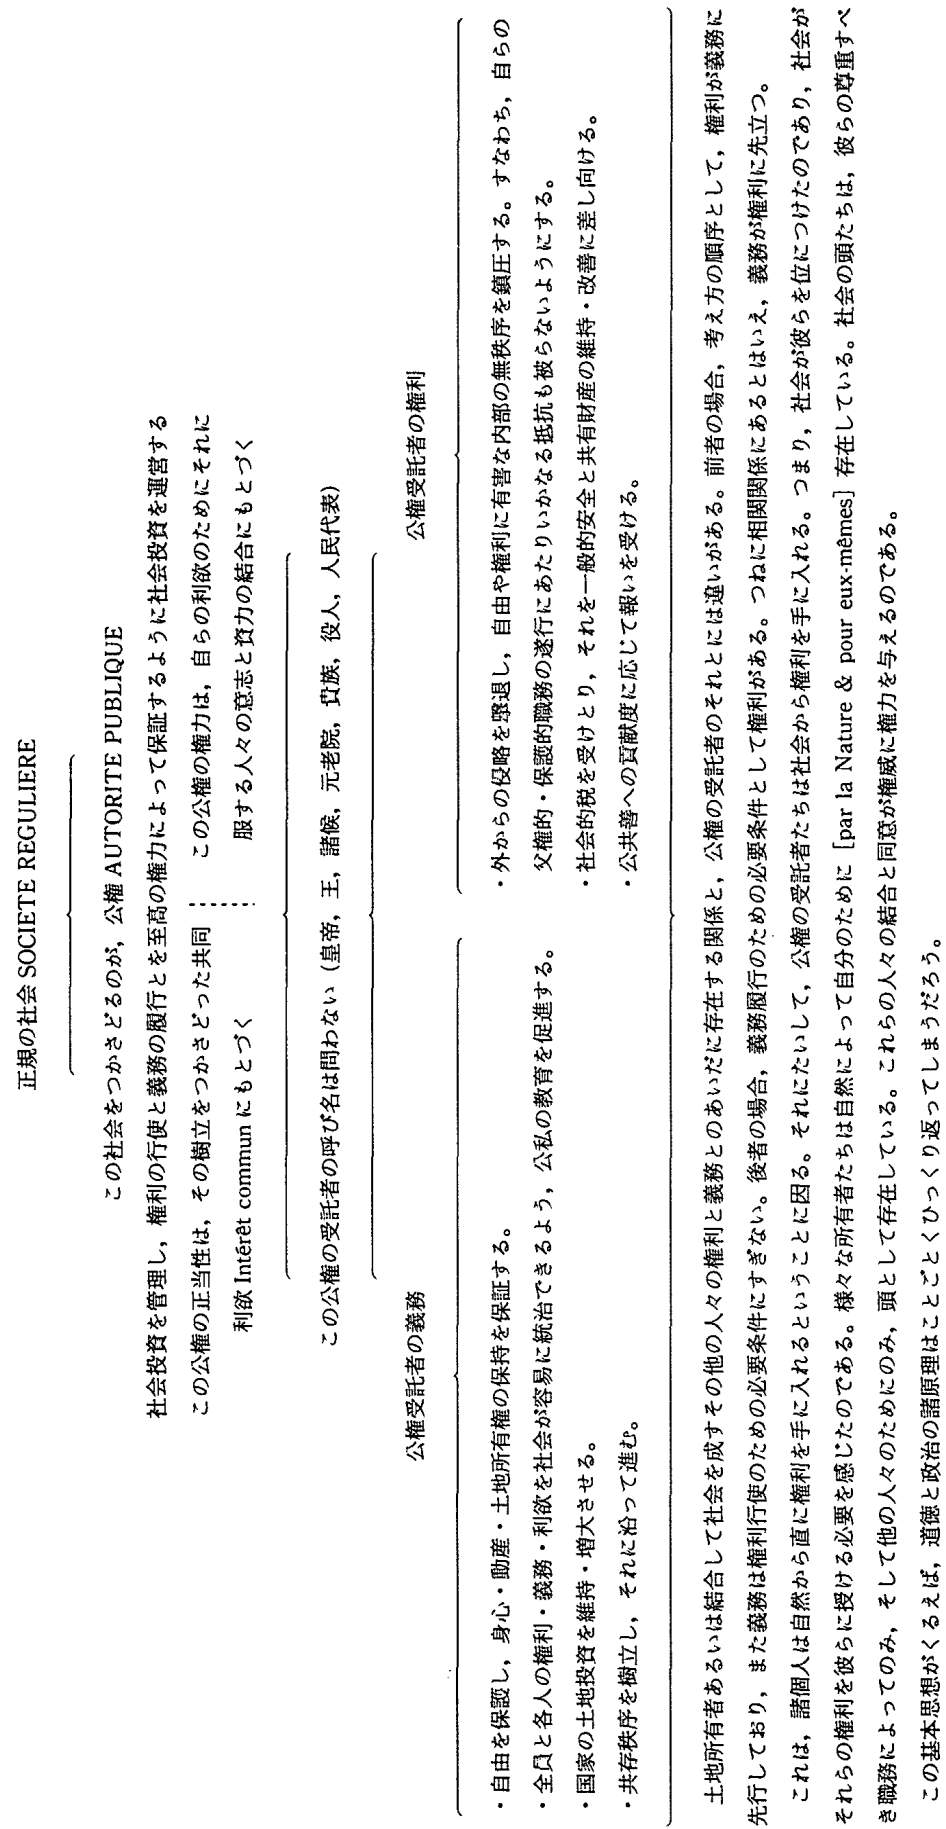 正規の社会 SOCIETE REGULIERE
この社会をつかさどるのが，公権 AUTORITE PUBLIQUE
社会投資を管理し，権利の行使と義務の履行とを至高の権力によって保証するように社会投資を運営する
この公権の正当性は，その樹立をつかさどった共同
利欲 Intérêt commun にもとづく
この公権の権力は，自らの利欲のためにそれに
服する人々の意志と資力の結合にもとづく
この公権の受託者の呼び名は問わない（皇帝，王，諸候，元老院，貴族，役人，人民代表）
公権受託者の義務
・自由を保護し，身心・動産・土地所有権の保持を保証する。
・全員と各人の権利・義務・利欲を社会が容易に統治できるよう，公私の教育を促進する。
・国家の土地投資を維持・増大させる。
・共存秩序を樹立し，それに沿って進む。
公権受託者の権利
・外からの侵略を撃退し，自由や権利に有害な内部の無秩序を鎮圧する。すなわち，自らの
父権的・保護的職務の遂行にあたりいかなる抵抗も被らないようにする。
・社会的税を受けとり，それを一般的安全と共有財産の維持・改善に差し向ける。
・公共善への貢献度に応じて報いを受ける。
土地所有者あるいは結合して社会を成すその他の人々の権利と義務とのあいだに存在する関係と，公権の受託者のそれとには違いがある。前者の場合，考え方の順序として，権利が義務に
先行しており，また義務は権利行使のための必要条件にすぎない。後者の場合，義務履行のための必要条件として権利がある。つねに相関関係にあるとはいえ，義務が権利に先立つ。
これは，諸個人は自然から直に権利を手に入れるということに因る。それにたいして，公権の受託者たちは社会から権利を手に入れる。つまり，社会が彼らを位につけたのであり，社会が
それらの権利を彼らに授ける必要を感じたのである。様々な所有者たちは自然によって自分のために［par la Nature & pour eux-mêmes］存在している。社会の頭たちは，彼らの尊重すべ
き職務によってのみ，そして他の人々のためにのみ，頭として存在している。これらの人々の結合と同意が権威に権力を与えるのである。
この基本思想がくるえば，道徳と政治の諸原理はことごとくひっくり返ってしまうだろう。